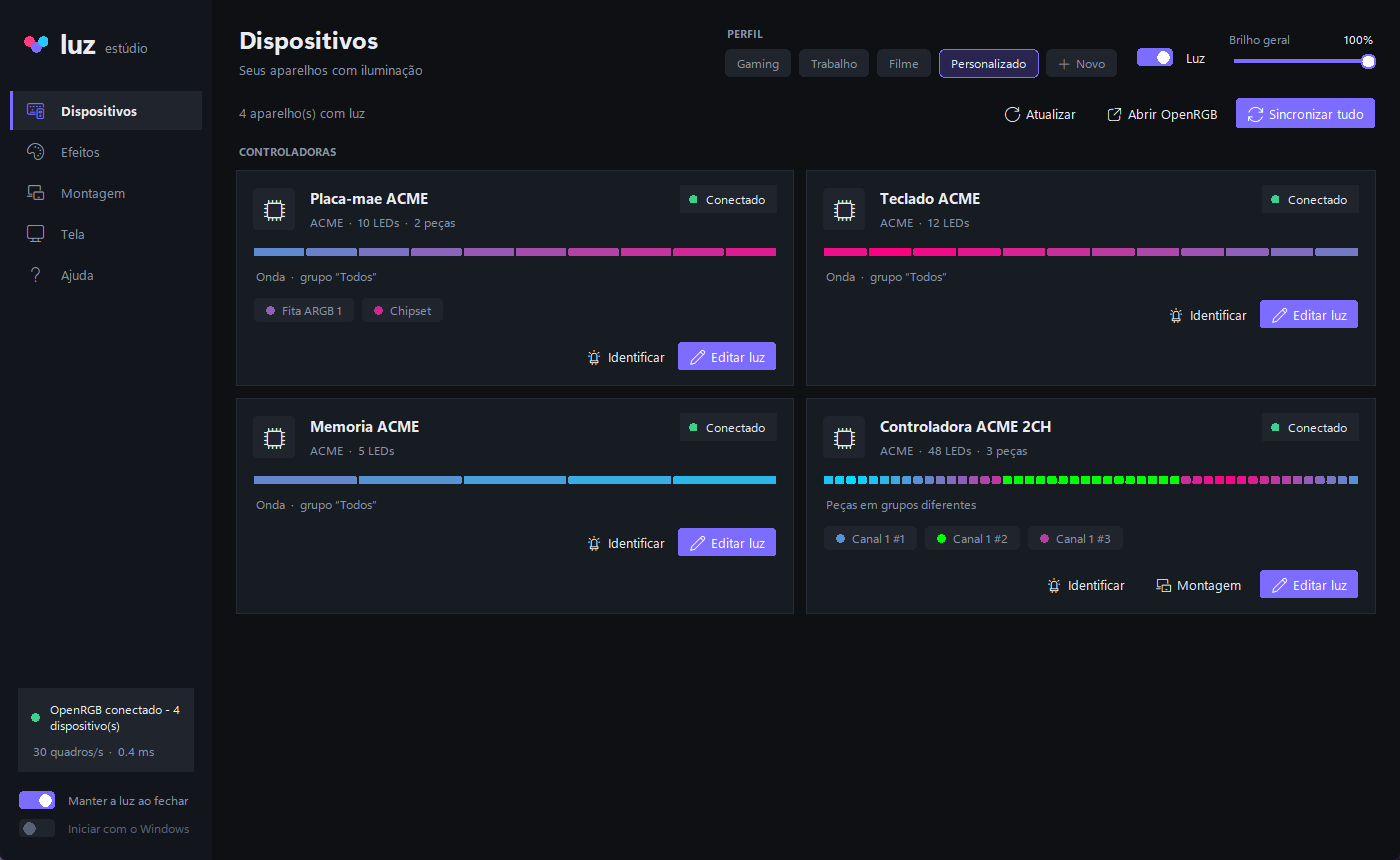 luz estúdio
Dispositivos
Efeitos
Montagem
Tela
Ajuda
OpenRGB conectado - 4
dispositivo(s)
30 quadros/s · 0.4 ms
Manter a luz ao fechar
Iniciar com o Windows
Dispositivos
Seus aparelhos com iluminação
PERFIL
Gaming
Trabalho
Filme
Personalizado
+ Novo
Luz
Brilho geral 100%
4 aparelho(s) com luz
Atualizar
Abrir OpenRGB
Sincronizar tudo
CONTROLADORAS
Placa-mae ACME
Conectado
ACME · 10 LEDs · 2 peças
Onda · grupo "Todos"
Fita ARGB 1
Chipset
Identificar
Editar luz
Teclado ACME
Conectado
ACME · 12 LEDs
Onda · grupo "Todos"
Identificar
Editar luz
Memoria ACME
Conectado
ACME · 5 LEDs
Onda · grupo "Todos"
Identificar
Editar luz
Controladora ACME 2CH
Conectado
ACME · 48 LEDs · 3 peças
Peças em grupos diferentes
Canal 1 #1
Canal 1 #2
Canal 1 #3
Identificar
Montagem
Editar luz